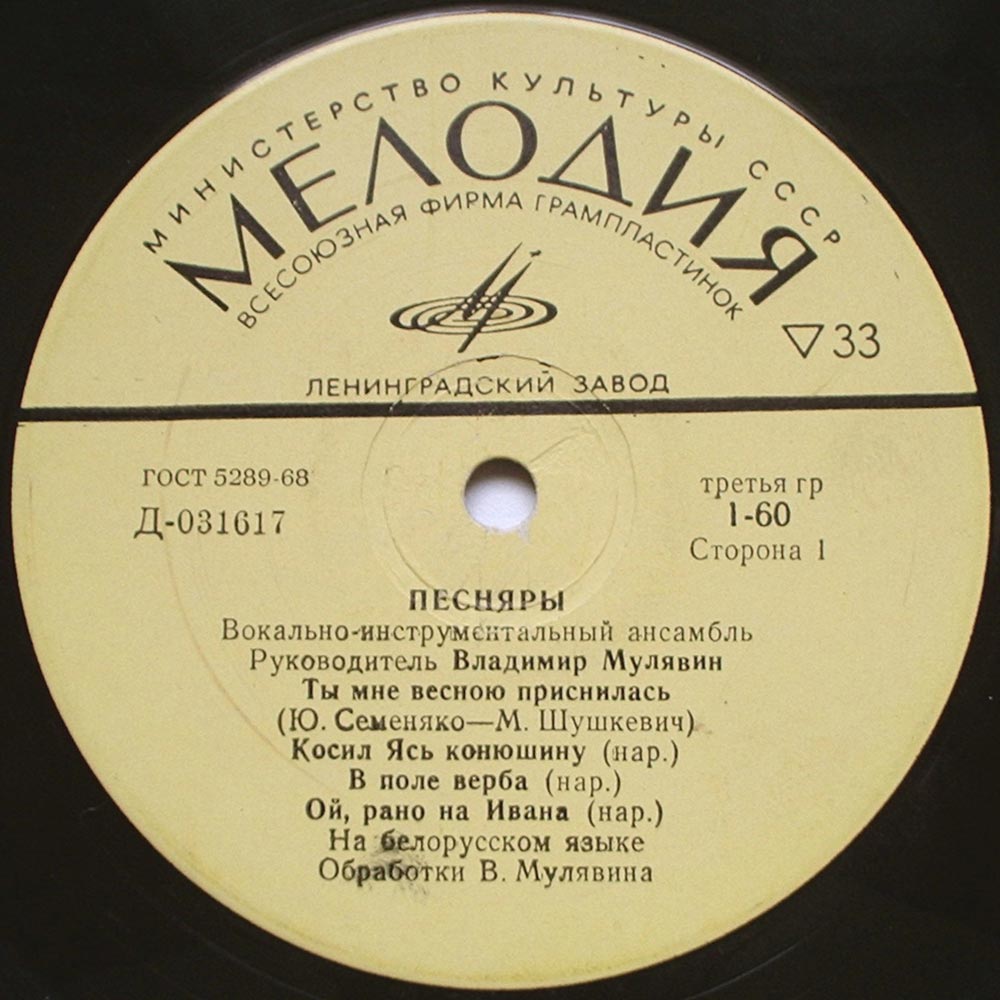 МИНИСТЕРСТВО КУЛЬТУРЫ СССР
МЕЛОДИЯ
ВСЕСОЮЗНАЯ ФИРМА ГРАМПЛАСТИНОК
33
ЛЕНИНГРАДСКИЙ ЗАВОД
ГОСТ 5289-68
Д-031617
третья гр
1-60
Сторона 1
ПЕСНЯРЫ
Вокально-инструментальный ансамбль
Руководитель Владимир Мулявин
Ты мне весною приснилась
(Ю. Семеняко—М. Шушкевич)
Косил Ясь конюшину (нар.)
В поле верба (нар.)
Ой, рано на Ивана (нар.)
На белорусском языке
Обработки В. Мулявина